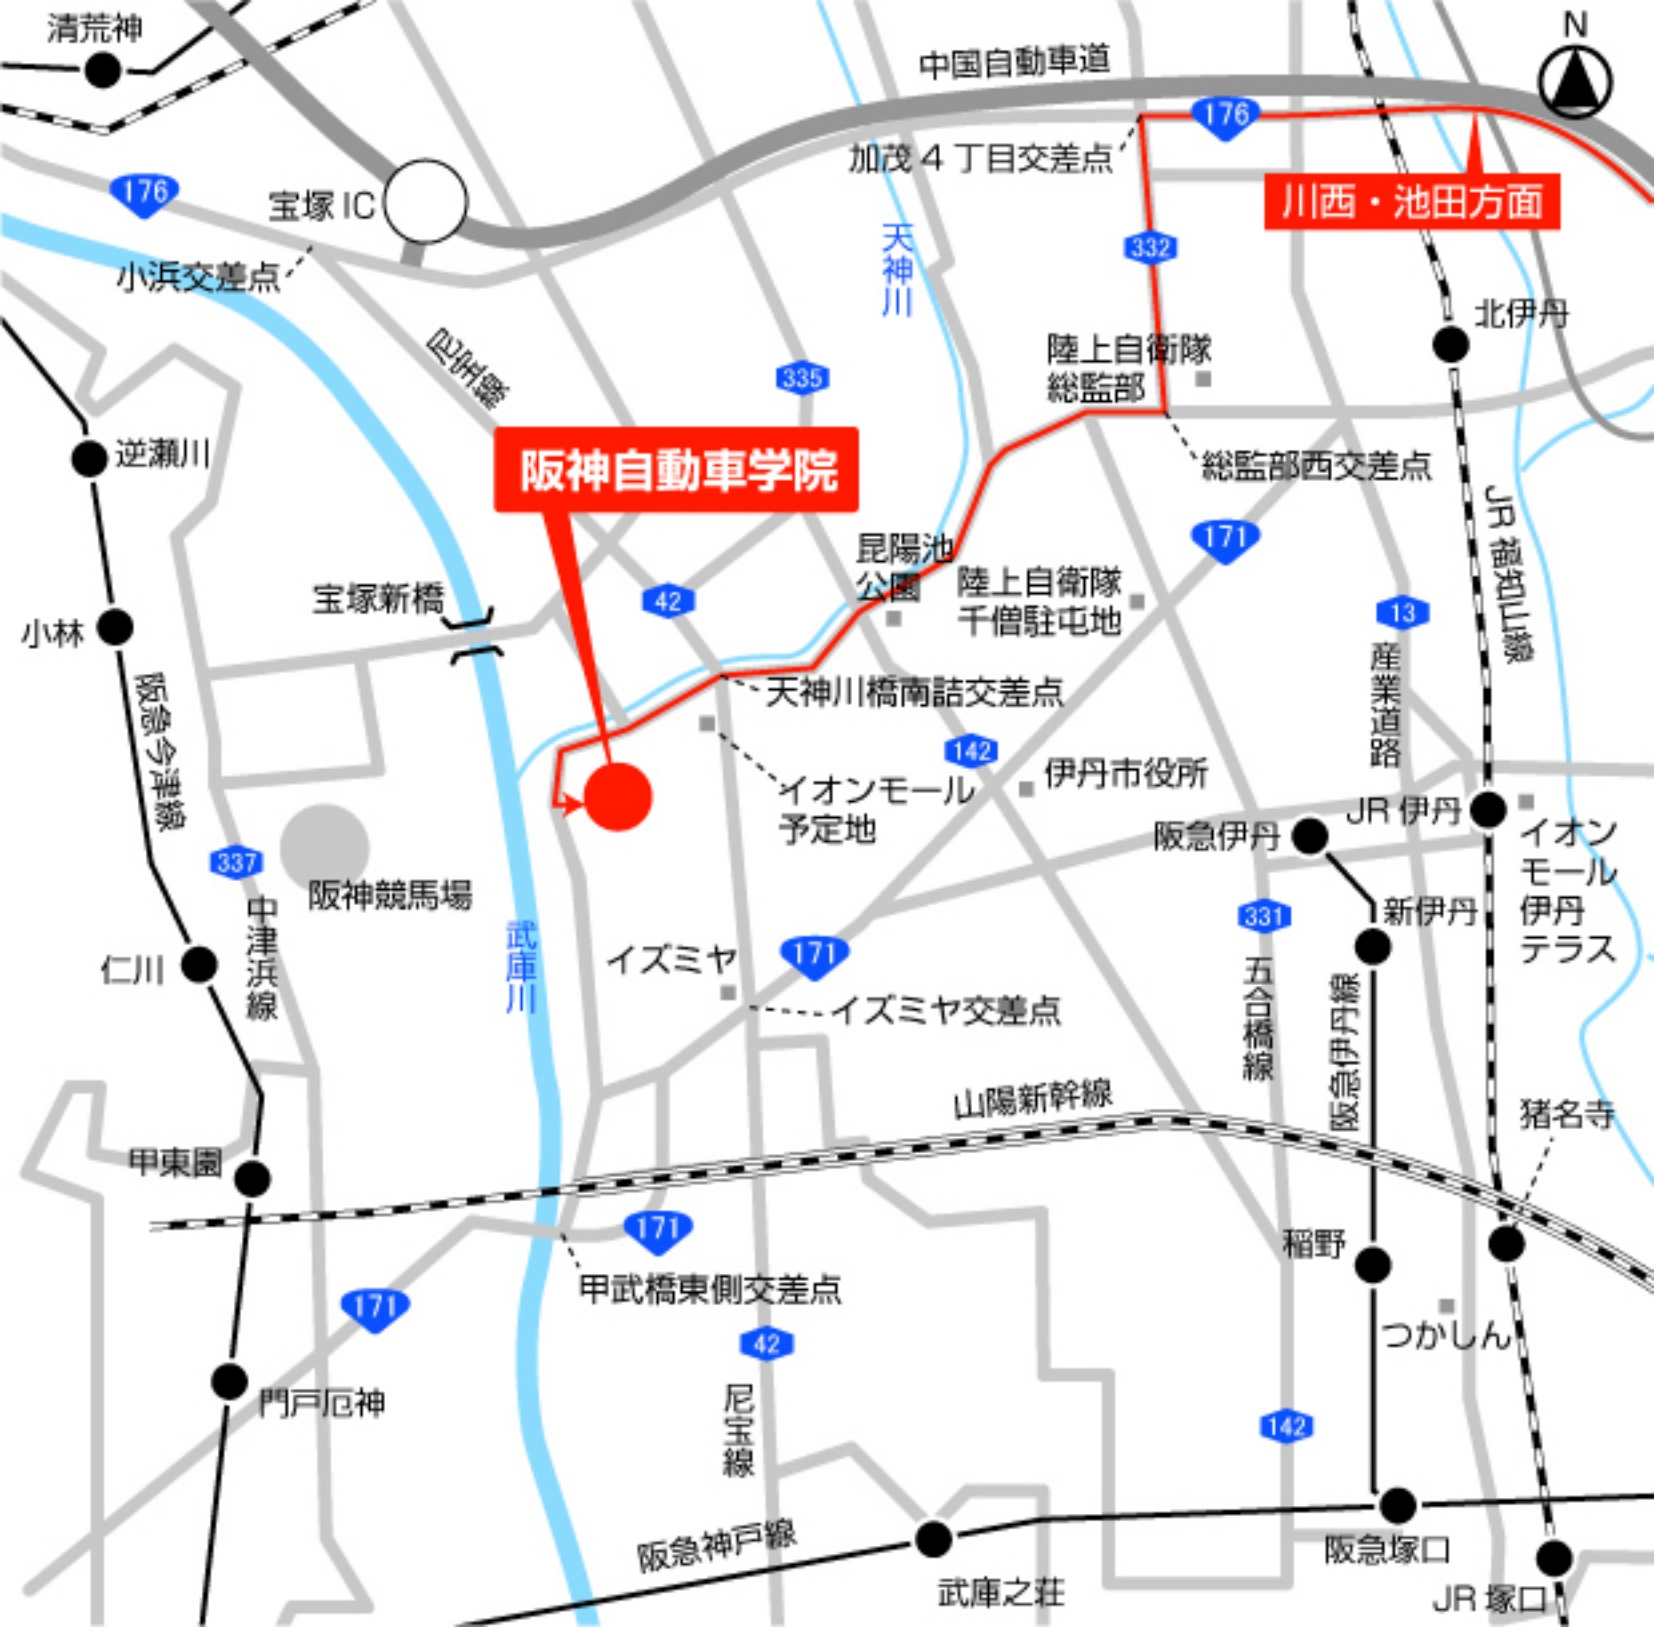 清荒神
N
中国自動車道
176
加茂4丁目交差点
川西・池田方面
176
宝塚IC
小浜交差点
天神川
332
北伊丹
尼宝線
335
陸上自衛隊
総監部
逆瀬川
阪神自動車学院
総監部西交差点
171
JR福知山線
昆陽池
公園
陸上自衛隊
千僧駐屯地
宝塚新橋
42
13
小林
産業道路
天神川橋南詰交差点
阪急今津線
142
伊丹市役所
イオンモール
予定地
JR伊丹
阪急伊丹
イオン
モール
伊丹
テラス
337
阪神競馬場
中津浜線
新伊丹
331
武庫川
イズミヤ
171
仁川
イズミヤ交差点
五合橋線
阪急伊丹線
山陽新幹線
猪名寺
甲東園
171
稲野
甲武橋東側交差点
171
つかしん
42
門戸厄神
尼宝線
142
阪急神戸線
阪急塚口
武庫之荘
JR塚口